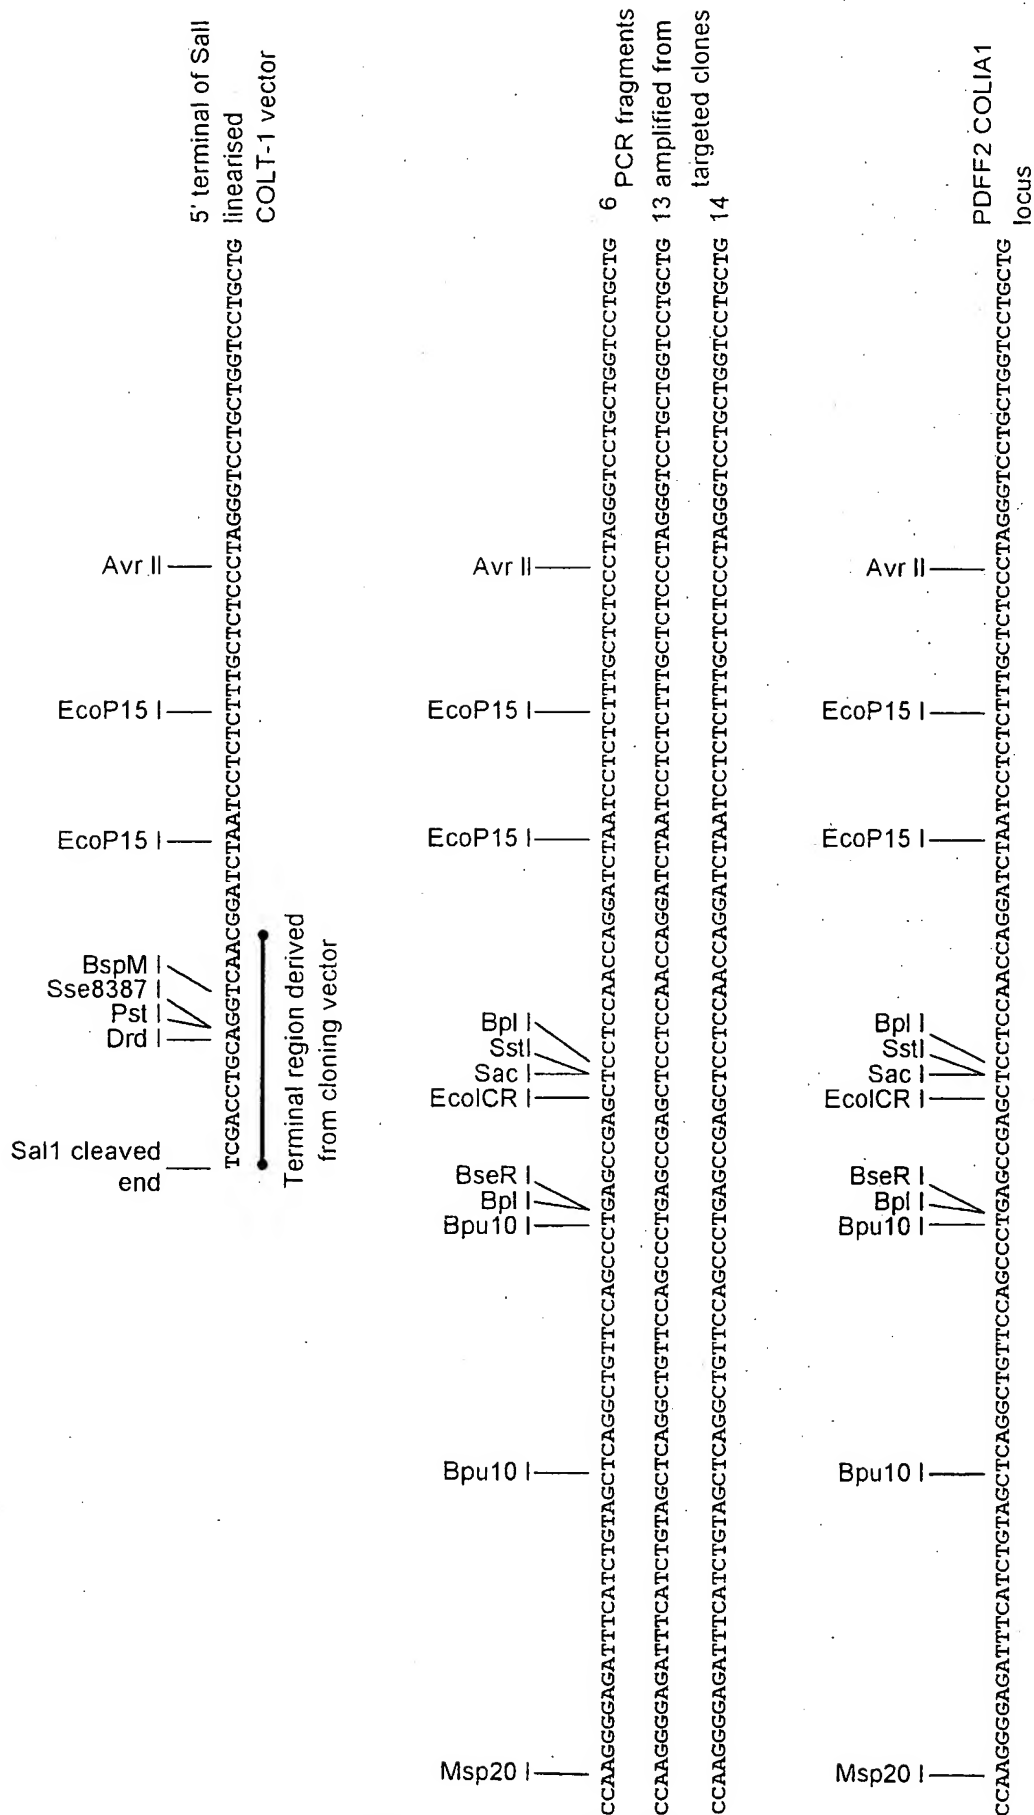 5' terminal of SalI
linearised
COLT-1 vector
Avr II
EcoP15 I
EcoP15 I
BspM I
Sse8387 I
Pst I
Drd I
Sal1 cleaved
end
TCGACCTGCAGGTCAACGGATCTAATCCTCTCTTTGCTCTCCCTAGGGTCCTGCTGGTCCTGCTG
Terminal region derived
from cloning vector
PCR fragments
amplified from
targeted clones
Avr II
EcoP15 I
EcoP15 I
Bpl I
SstI
Sac I
EcoICR I
BseR I
Bpl I
Bpu10 I
Bpu10 I
Msp20 I
CCAAGGGGAGATTTCATCTGTAGCTCAGGCTGTTCCAGCCCTGAGCCGAGCTCCTCCAACCAGGATCTAATCCTCTCTTTGCTCTCCCTAGGGTCCTGCTGGTCCTGCTG 6
CCAAGGGGAGATTTCATCTGTAGCTCAGGCTGTTCCAGCCCTGAGCCGAGCTCCTCCAACCAGGATCTAATCCTCTCTTTGCTCTCCCTAGGGTCCTGCTGGTCCTGCTG 13
CCAAGGGGAGATTTCATCTGTAGCTCAGGCTGTTCCAGCCCTGAGCCGAGCTCCTCCAACCAGGATCTAATCCTCTCTTTGCTCTCCCTAGGGTCCTGCTGGTCCTGCTG 14
PDFF2 COLIA1
locus
Avr II
EcoP15 I
EcoP15 I
Bpl I
SstI
Sac I
EcoICR I
BseR I
Bpl I
Bpu10 I
Bpu10 I
Msp20 I
CCAAGGGGAGATTTCATCTGTAGCTCAGGCTGTTCCAGCCCTGAGCCGAGCTCCTCCAACCAGGATCTAATCCTCTCTTTGCTCTCCCTAGGGTCCTGCTGGTCCTGCTG